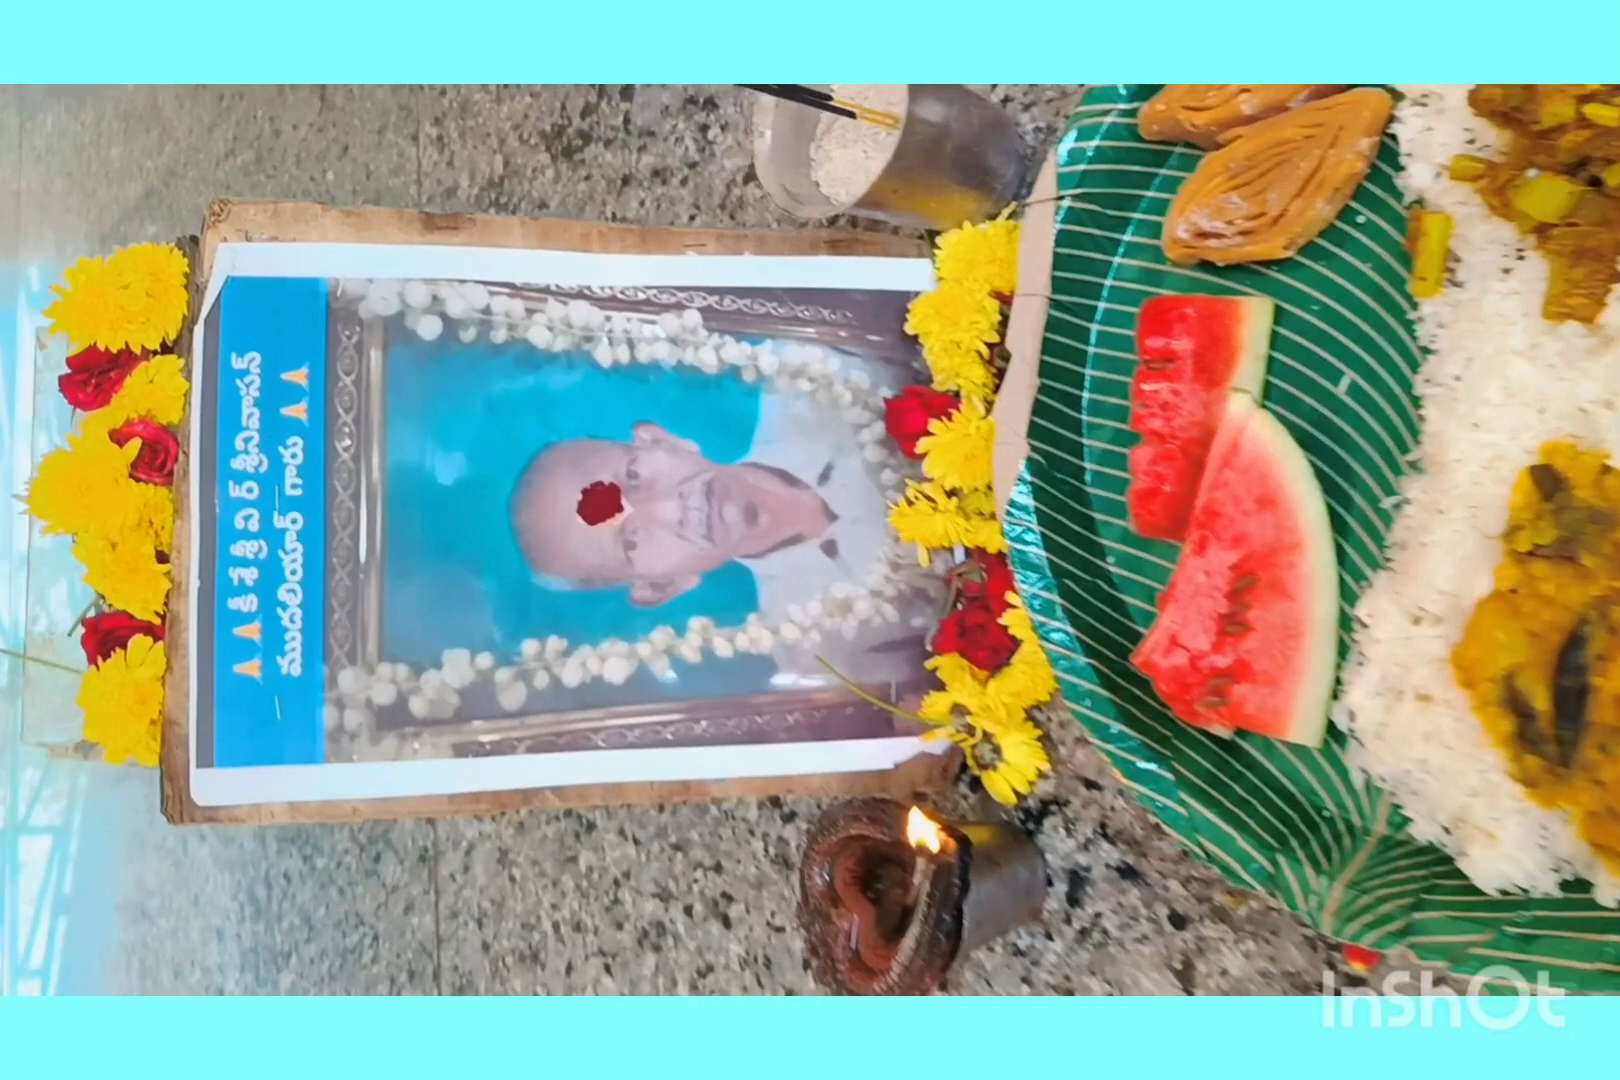 🙏🙏కీ శే శ్రీ వి ర్ శ్రీనివాసన్
ముదలియార్ గారు 🙏🙏
InShOt